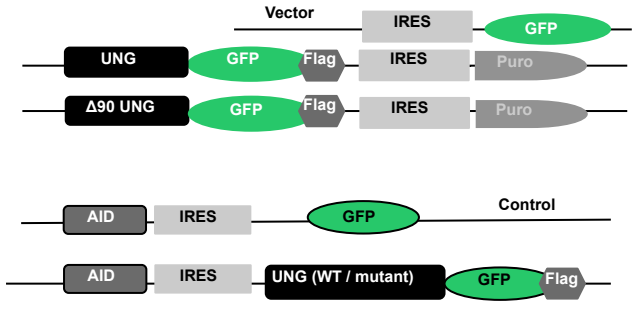 Vector IRES GFP
UNG GFP Flag IRES Puro
Δ90 UNG GFP Flag IRES Puro
AID IRES GFP Control
AID IRES UNG (WT / mutant) GFP Flag